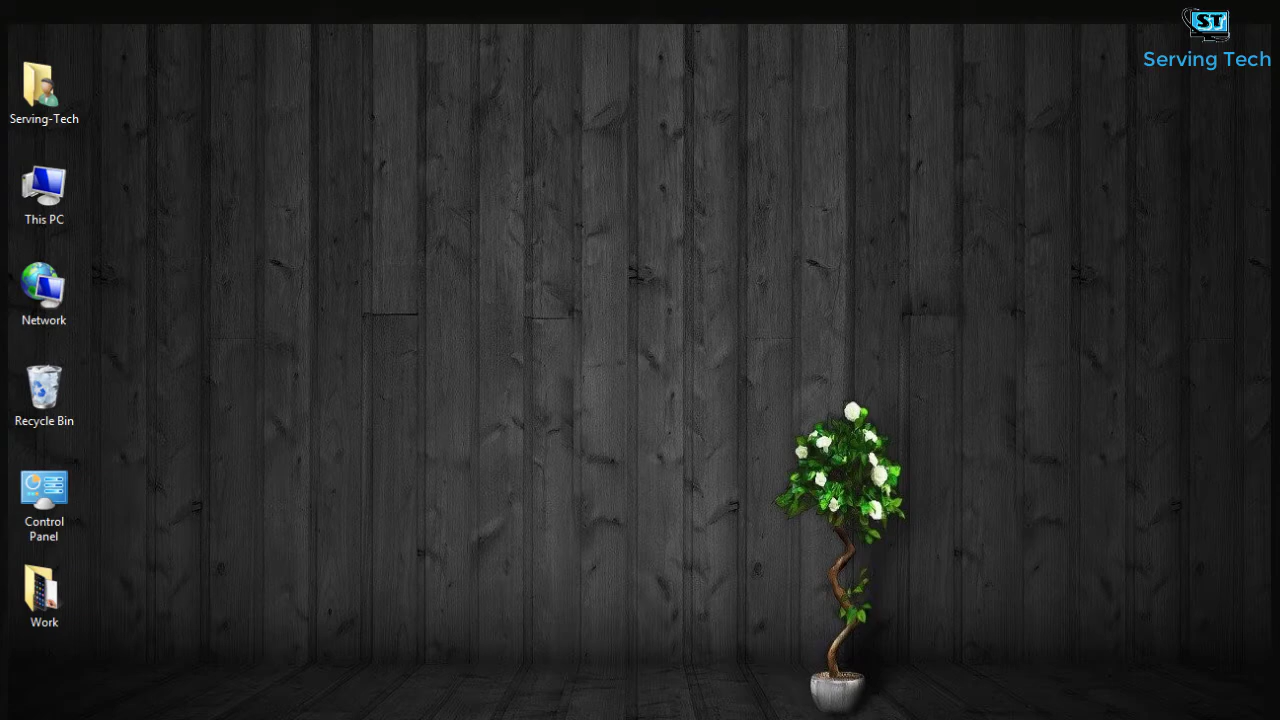 ST
Serving Tech
Serving-Tech
This PC
Network
Recycle Bin
Control
Panel
Work